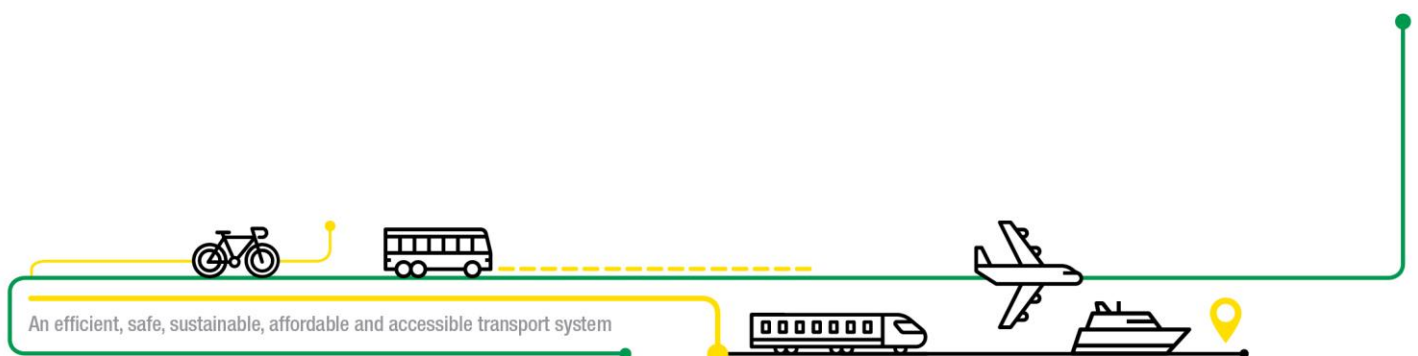 An efficient, safe, sustainable, affordable and accessible transport system